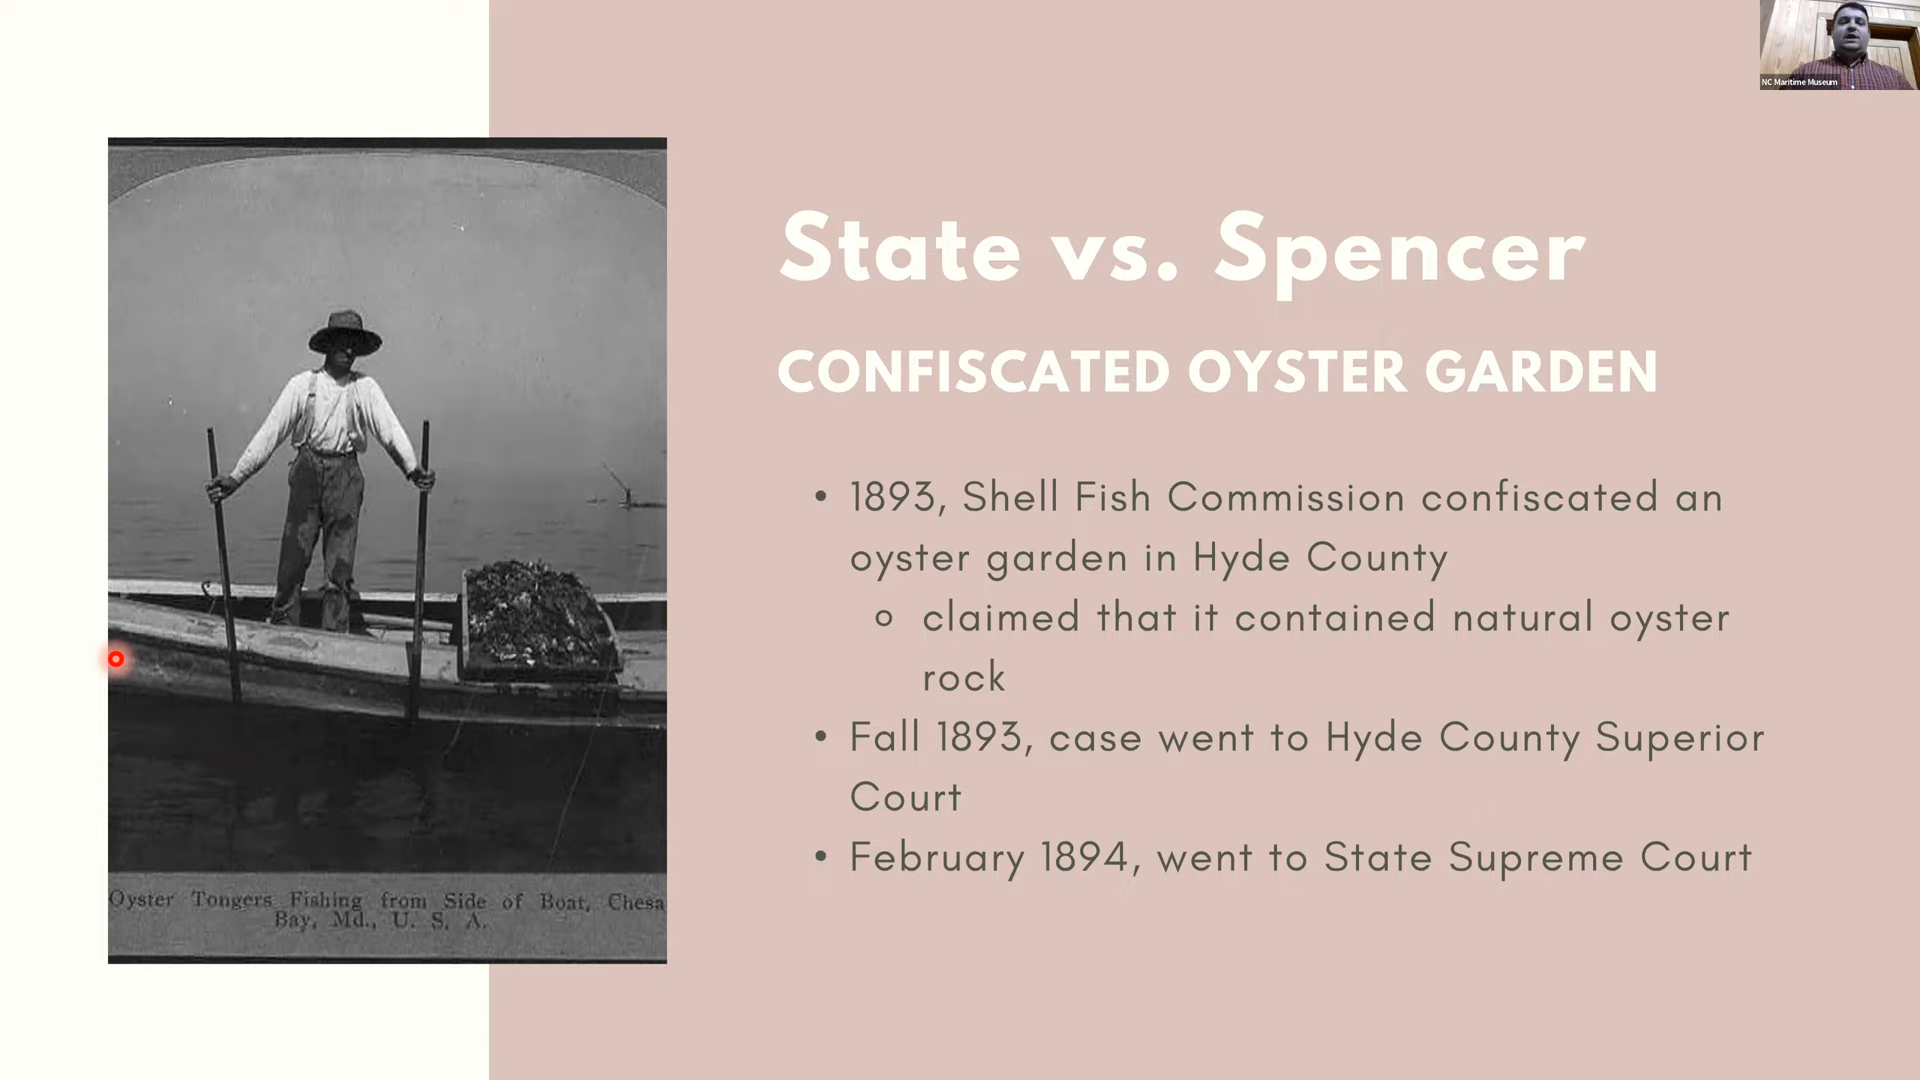 NC Maritime Museum
State vs. Spencer
CONFISCATED OYSTER GARDEN
• 1893, Shell Fish Commission confiscated an
oyster garden in Hyde County
○ claimed that it contained natural oyster
rock
• Fall 1893, case went to Hyde County Superior
Court
• February 1894, went to State Supreme Court
Oyster Tongers Fishing from Side of Boat, Chesa
Bay, Md., U. S. A.